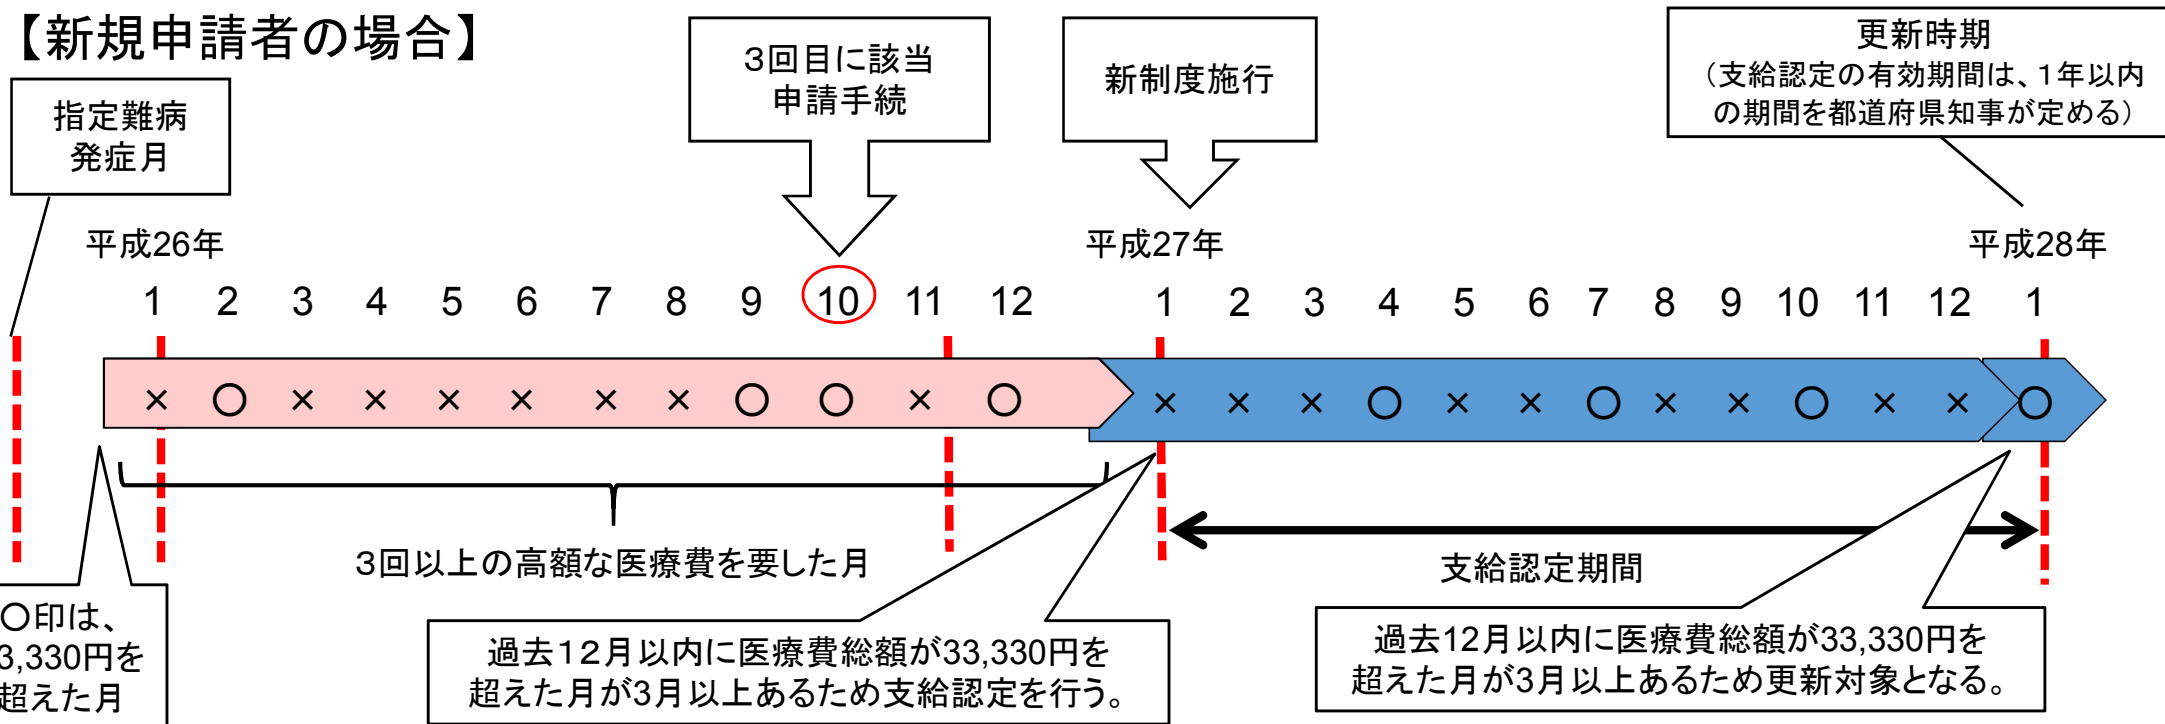 【新規申請者の場合】
指定難病
発症月
3回目に該当
申請手続
新制度施行
更新時期
（支給認定の有効期間は、1年以内
の期間を都道府県知事が定める）
平成26年
平成27年
平成28年
1 2 3 4 5 6 7 8 9 10 11 12 1 2 3 4 5 6 7 8 9 10 11 12 1
× ○ × × × × × × ○ ○ × ○ × × × ○ × × ○ × × ○ × × ○
3回以上の高額な医療費を要した月
支給認定期間
○印は、
3,330円を
超えた月
過去12月以内に医療費総額が33,330円を
超えた月が3月以上あるため支給認定を行う。
過去12月以内に医療費総額が33,330円を
超えた月が3月以上あるため更新対象となる。